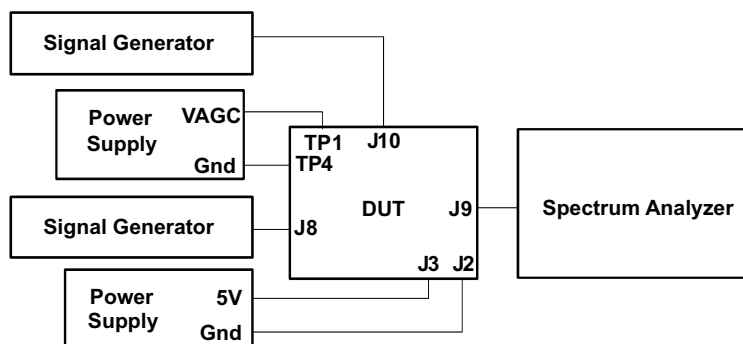 Signal Generator
Power
Supply
VAGC
Gnd
TP1
J10
TP4
Signal Generator
J8
DUT
J9
Spectrum Analyzer
J3
J2
Power
Supply
5V
Gnd